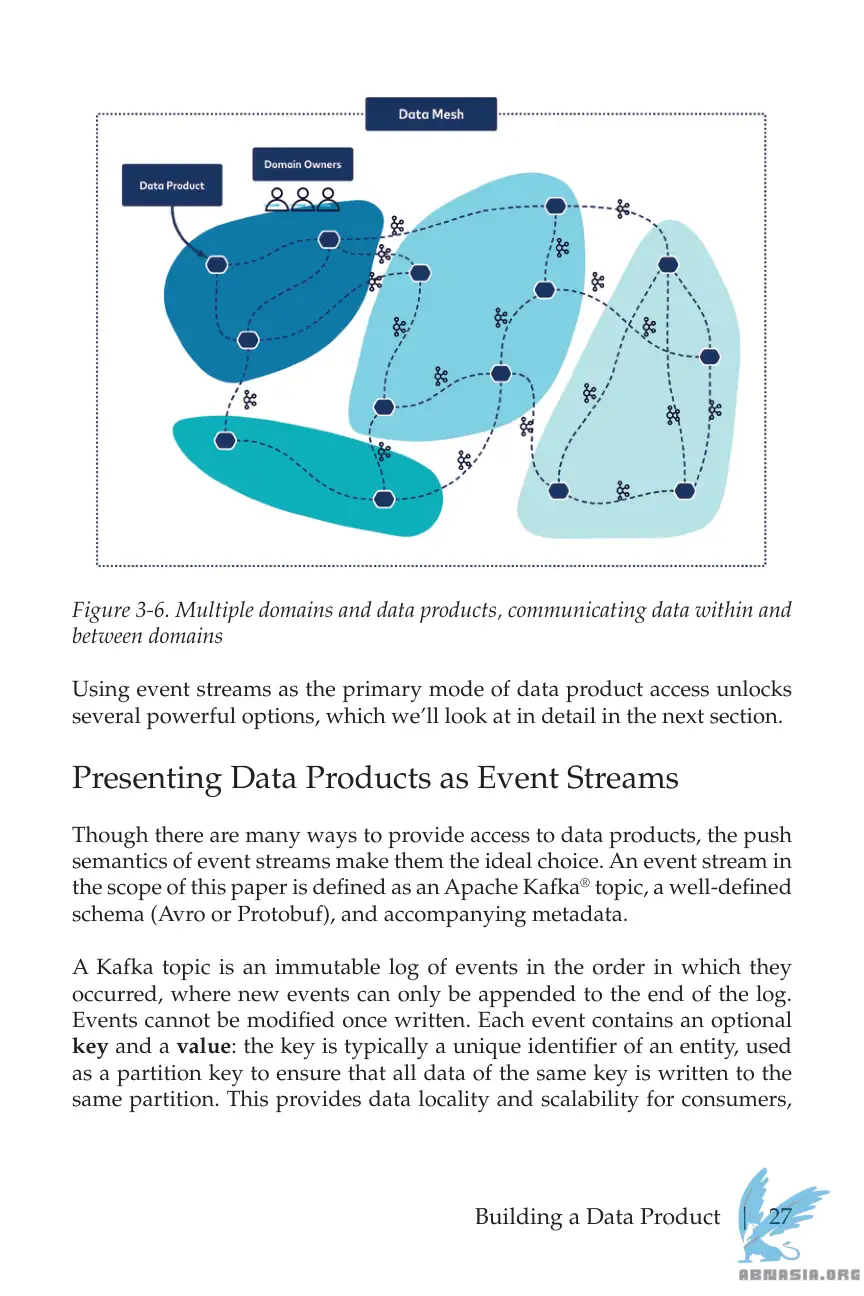 Data Mesh
Domain Owners
Data Product
Figure 3-6. Multiple domains and data products, communicating data within and
between domains
Using event streams as the primary mode of data product access unlocks
several powerful options, which we’ll look at in detail in the next section.
Presenting Data Products as Event Streams
Though there are many ways to provide access to data products, the push
semantics of event streams make them the ideal choice. An event stream in
the scope of this paper is defined as an Apache Kafka® topic, a well-defined
schema (Avro or Protobuf), and accompanying metadata.
A Kafka topic is an immutable log of events in the order in which they
occurred, where new events can only be appended to the end of the log.
Events cannot be modified once written. Each event contains an optional
key and a value: the key is typically a unique identifier of an entity, used
as a partition key to ensure that all data of the same key is written to the
same partition. This provides data locality and scalability for consumers,
Building a Data Product | 27
ABNASIA.ORG